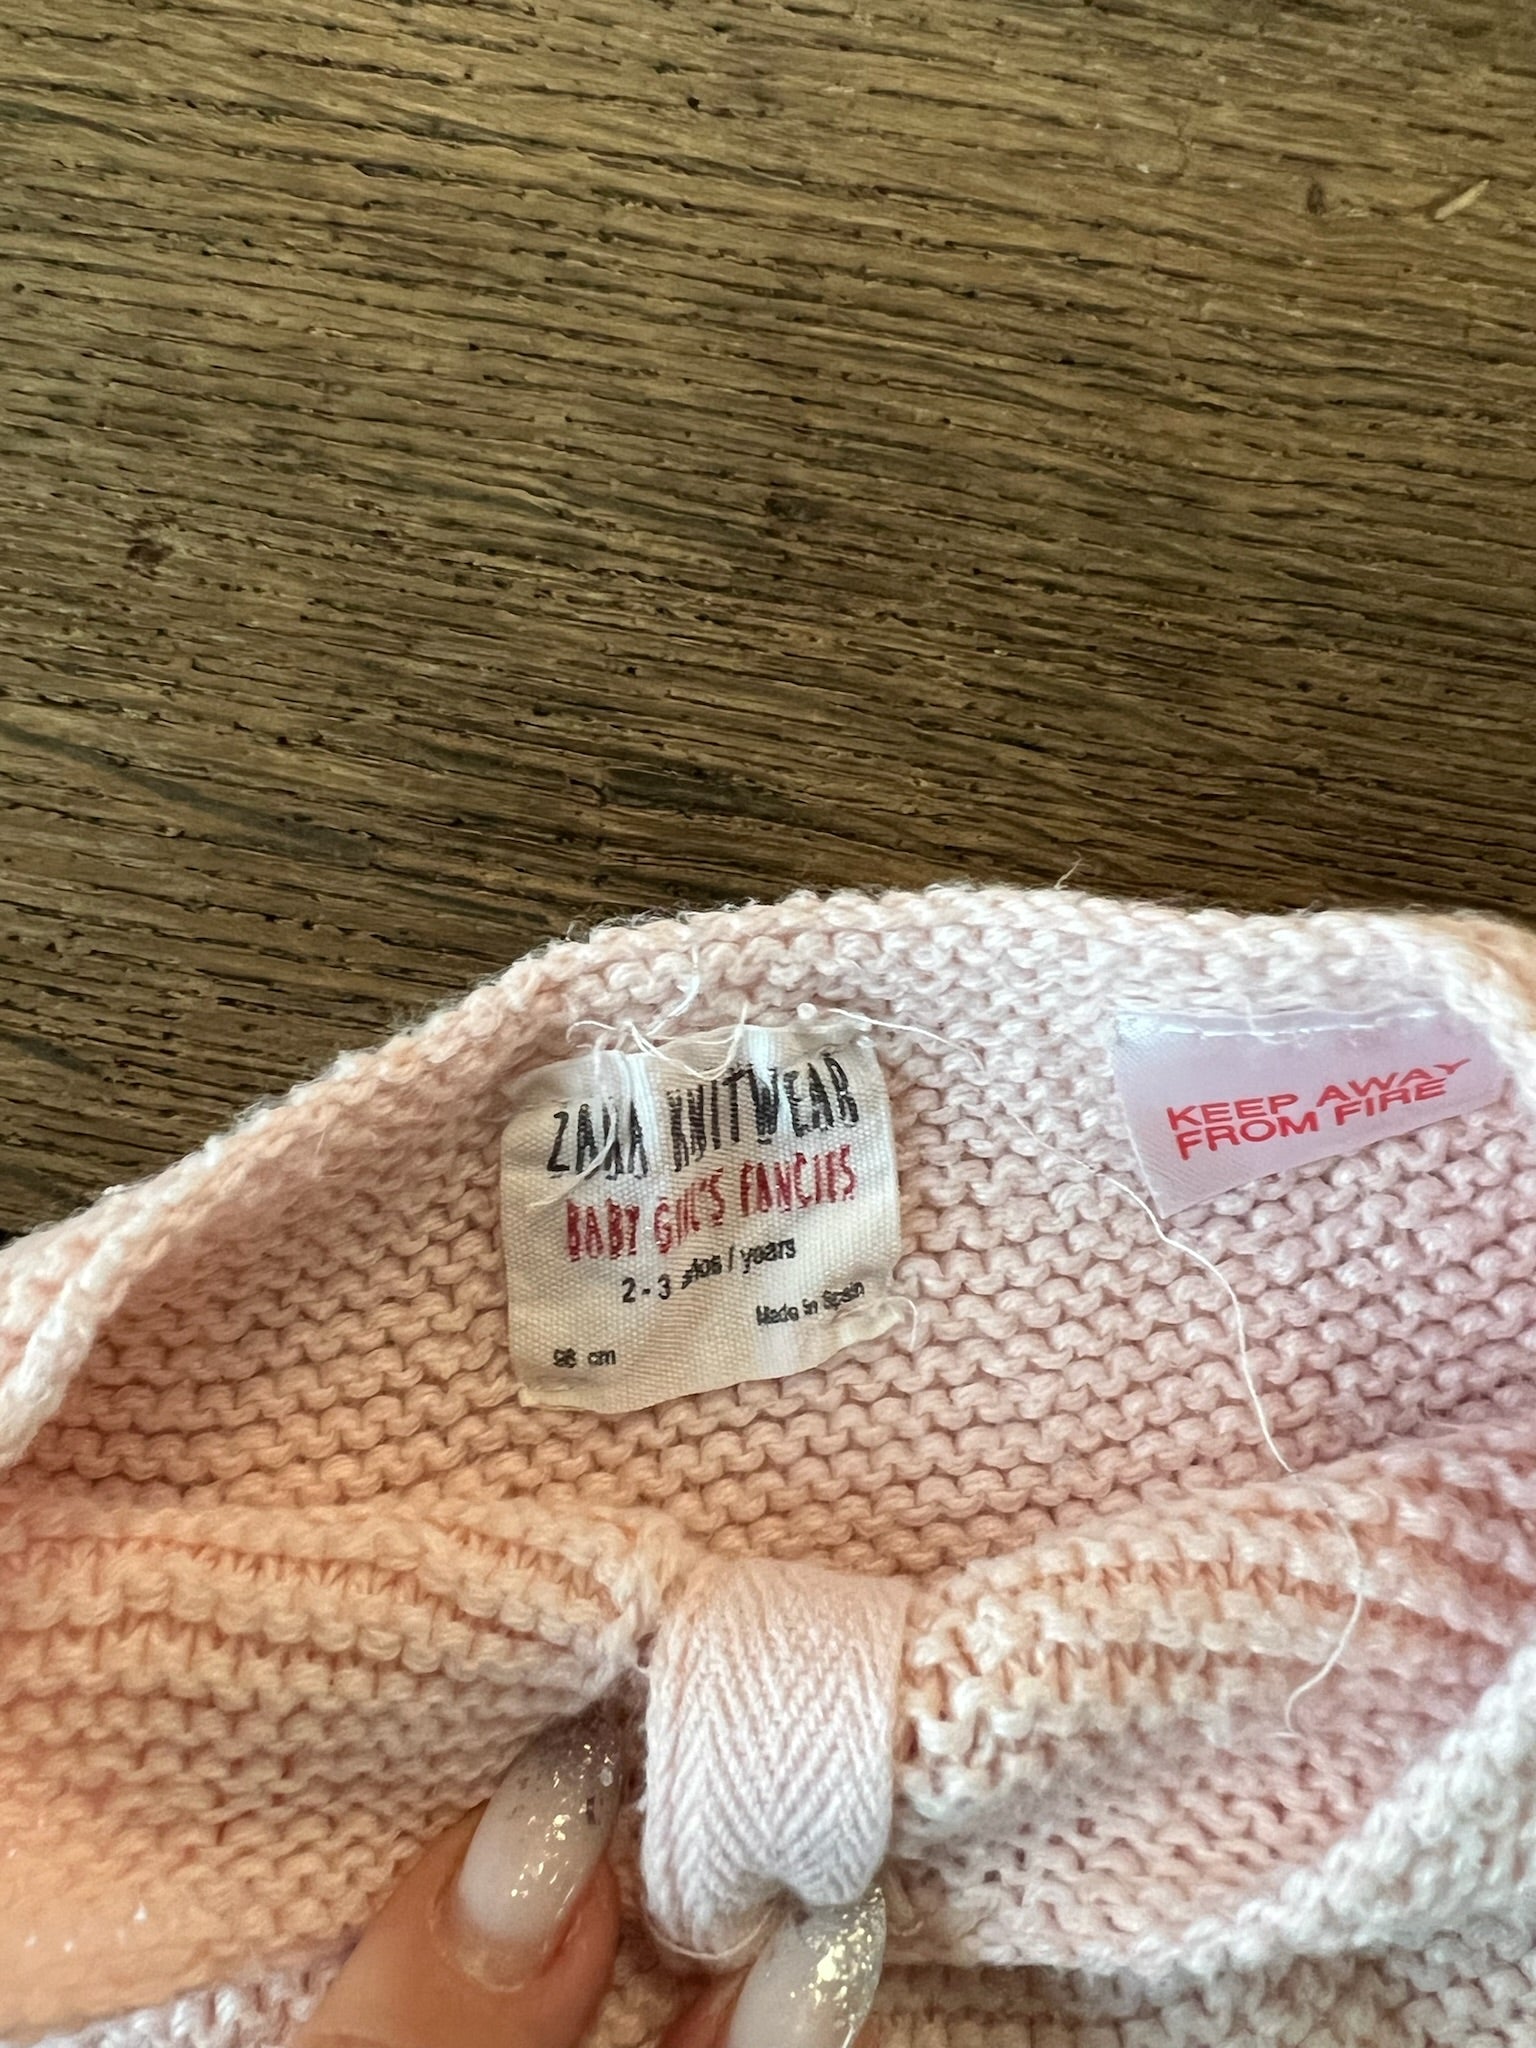 ZARA KNITWEAR
BABY GIRL'S FANCIES
2 - 3 años / years
Made in Spain
98 cm
KEEP AWAY
FROM FIRE